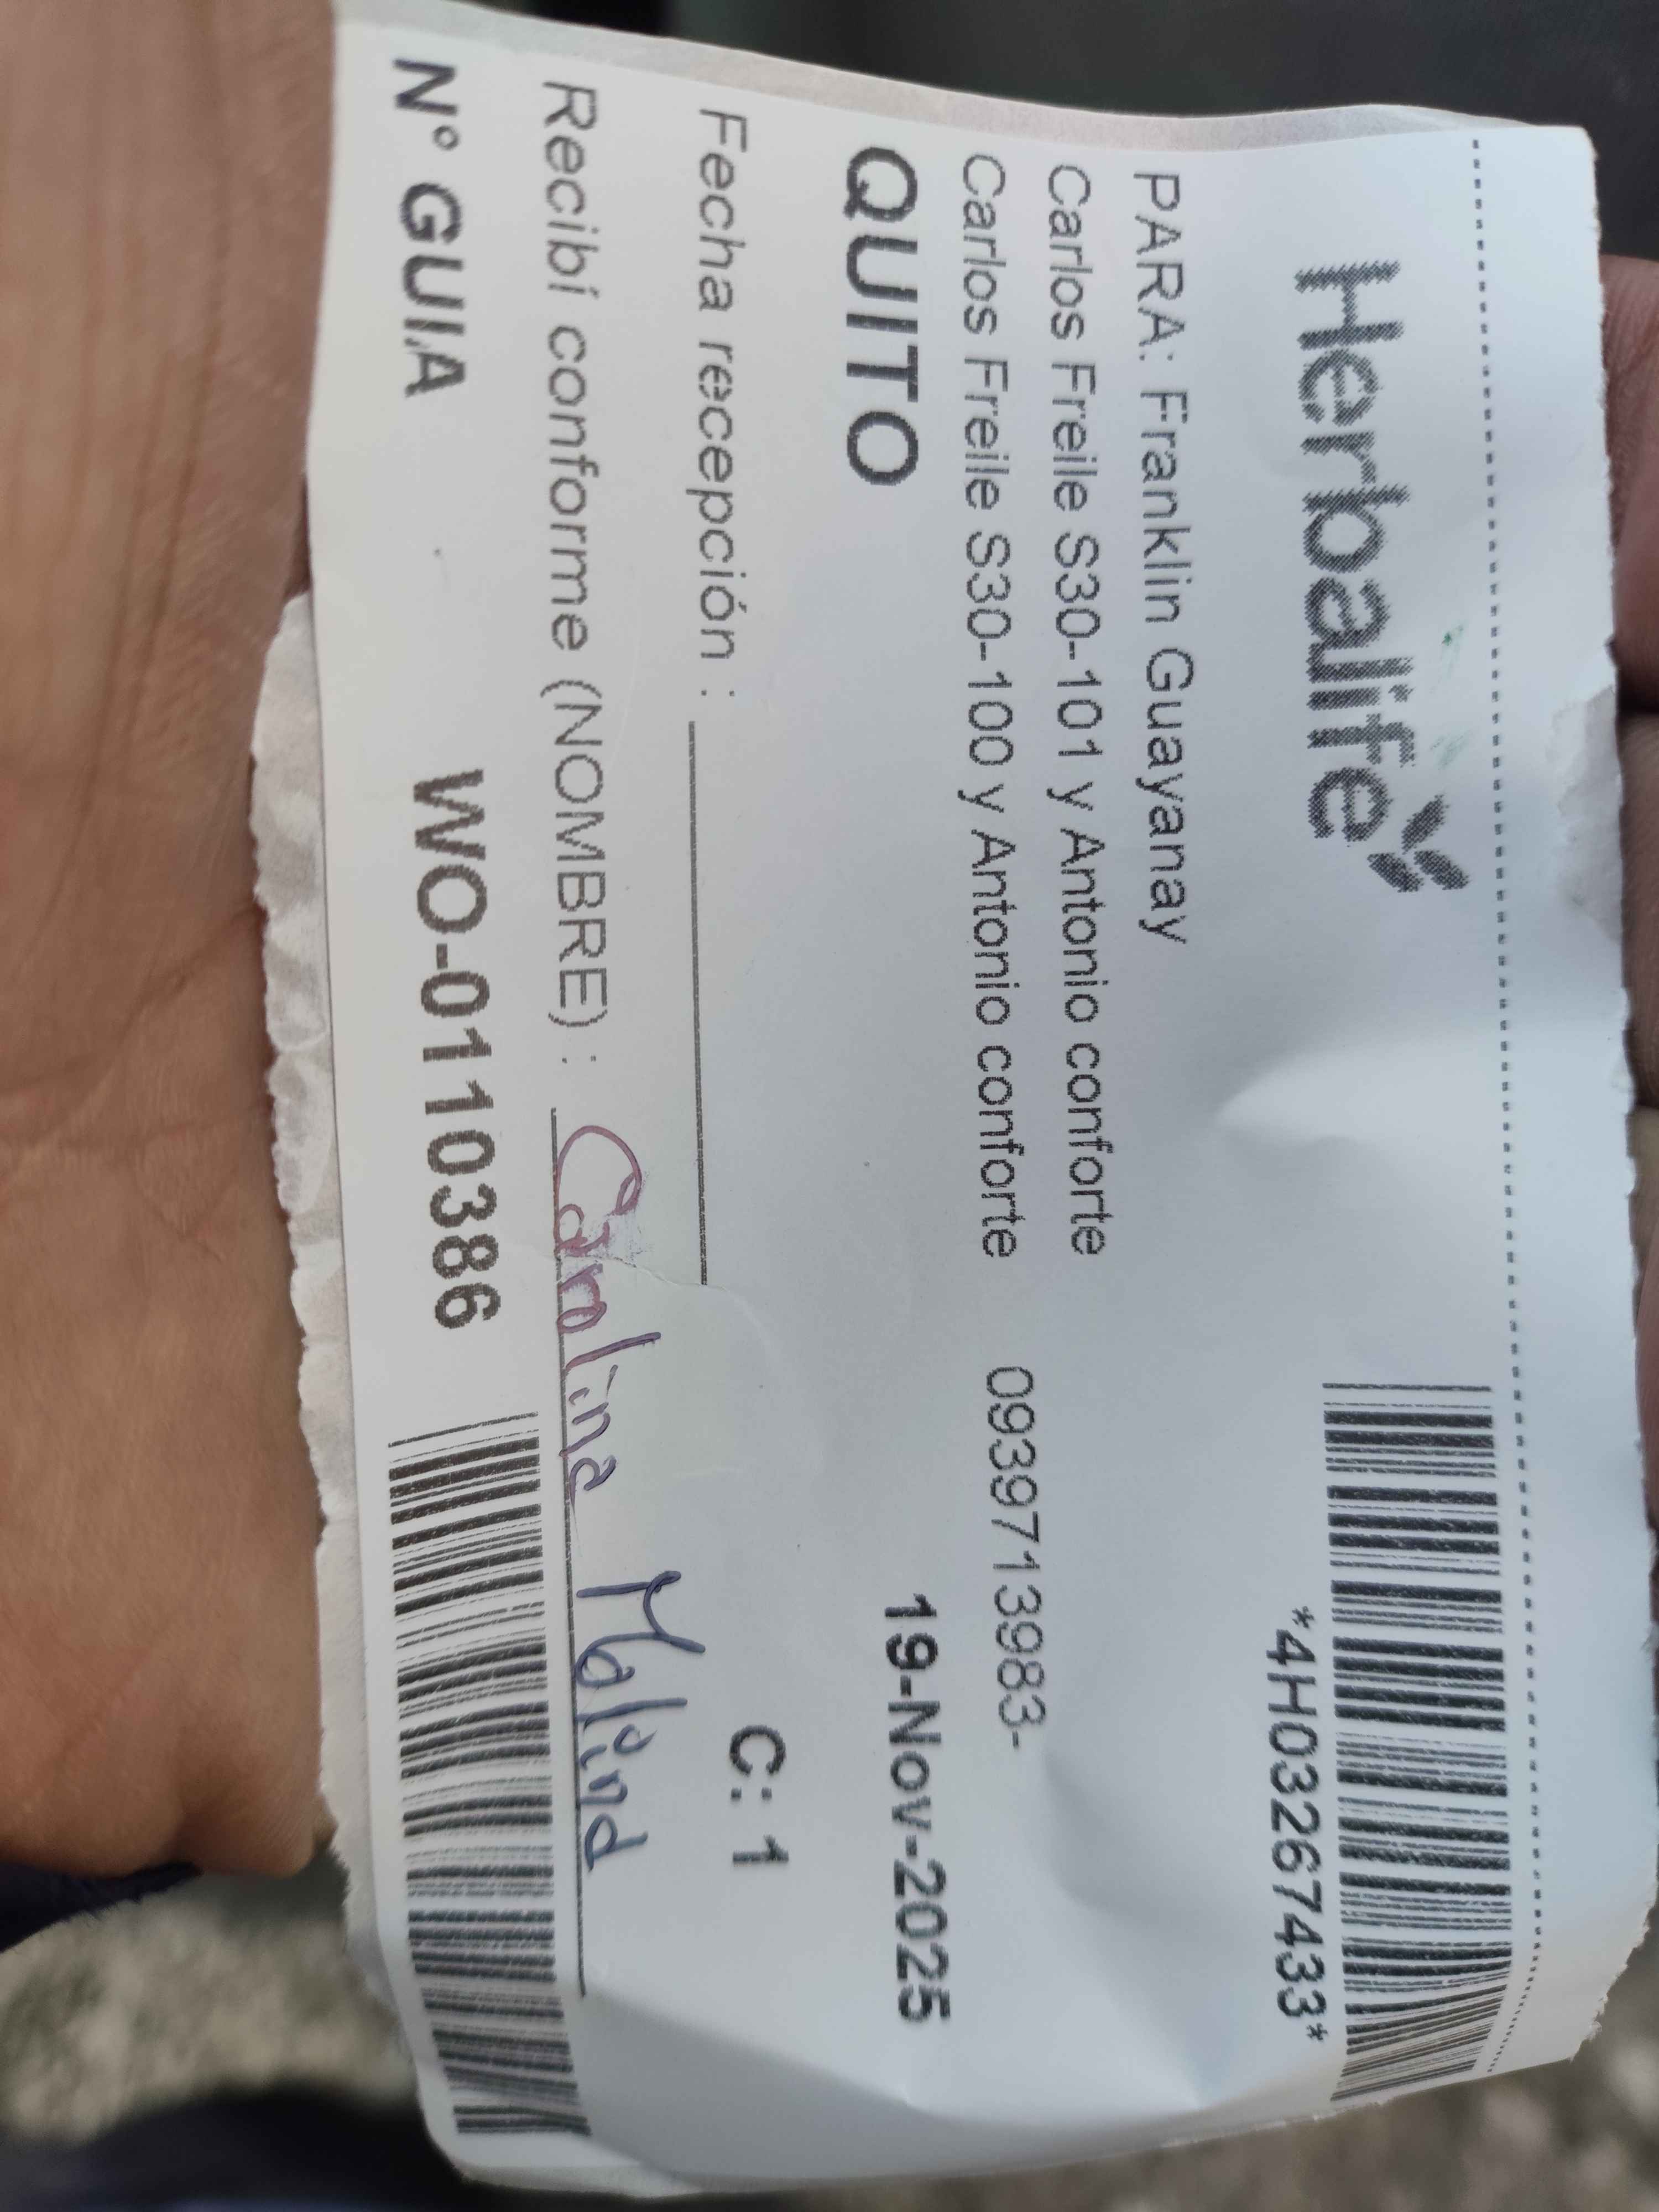 Herbalife
*4H03267433*
PARA: Franklin Guayanay
Carlos Freile S30-101 y Antonio conforte
Carlos Freile S30-100 y Antonio conforte 0939713983-
QUITO 19-Nov-2025
Fecha recepción : C: 1
Recibí conforme (NOMBRE) : Carolina Molina
N° GUIA WO-0110386